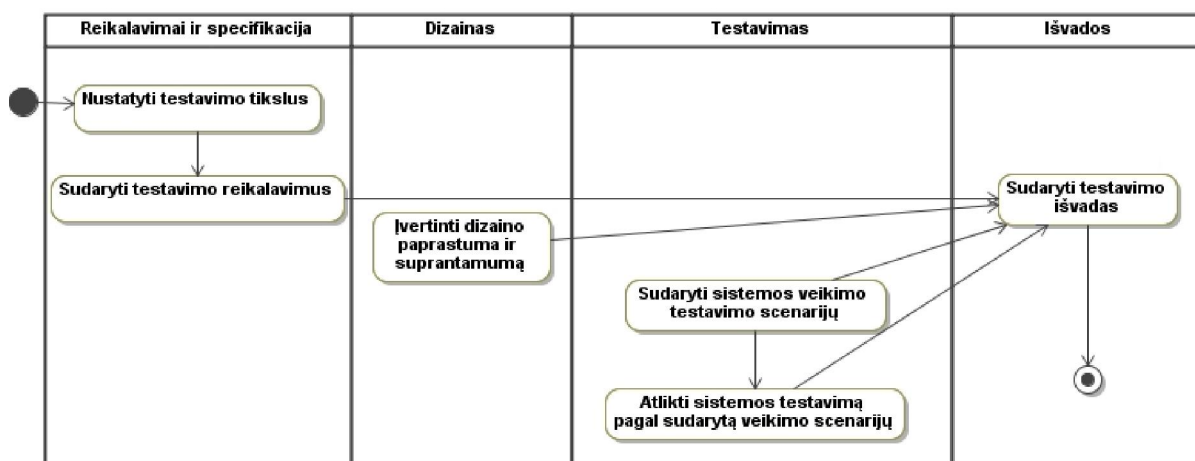 Reikalavimai ir specifikacija
Dizainas
Testavimas
Išvados
Nustatyti testavimo tikslus
Sudaryti testavimo reikalavimus
Sudaryti testavimo
išvadas
Įvertinti dizaino
paprastuma ir
suprantamumą
Sudaryti sistemos veikimo
testavimo scenarijų
Atlikti sistemos testavimą
pagal sudarytą veikimo scenarijų